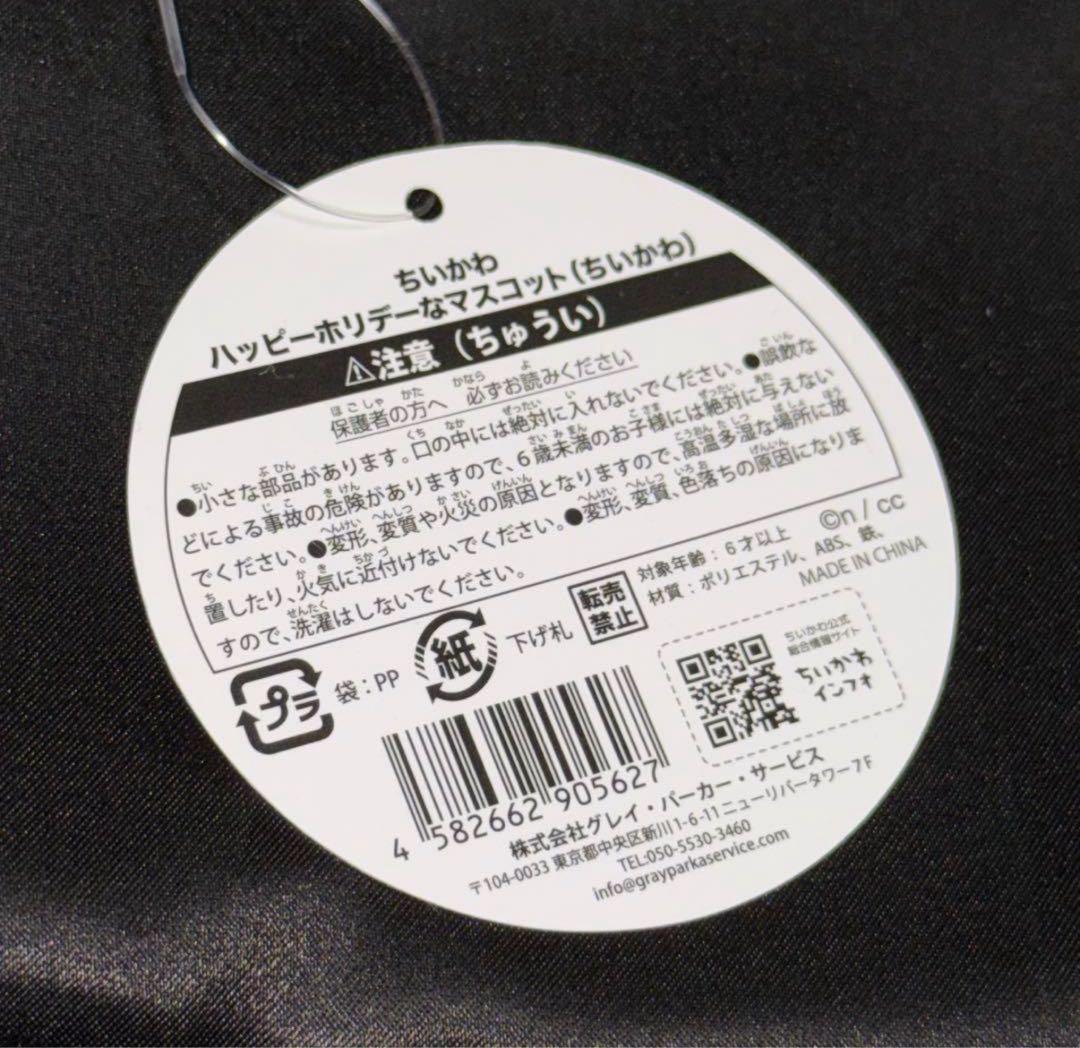 ちいかわ
ハッピーホリデーなマスコット(ちいかわ)
⚠注意(ちゅうい)
保護者の方へ 必ずお読みください
●小さな部品があります。口の中には絶対に入れないでください。●誤飲な
どによる事故の危険がありますので、6歳未満のお子様には絶対に与えない
でください。●変形、変質や火災の原因となりますので、高温多湿な場所に放
置したり、火気に近付けないでください。●変形、変質、色落ちの原因になりま
すので、洗濯はしないでください。
©n / cc
対象年齢:6才以上
材質:ポリエステル、ABS、鉄、
MADE IN CHINA
プラ
袋:PP
紙
下げ札
転売
禁止
ちいかわ公式
総合情報サイト
ちいかわ
インフォ
4 582662 905627
株式会社グレイ・パーカー・サービス
〒104-0033 東京都中央区新川1-6-11 ニューリバータワー7F
TEL:050-5530-3460
info@grayparkaservice.com